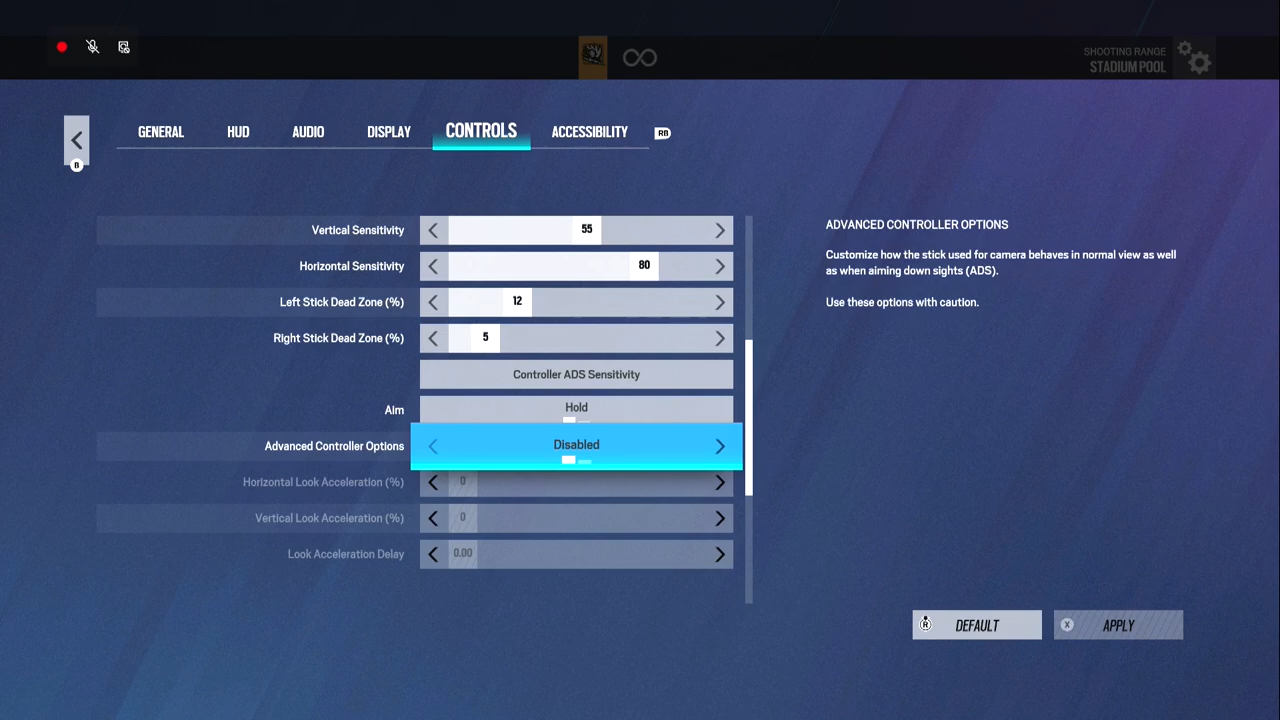 SHOOTING RANGE
STADIUM POOL
GENERAL
HUD
AUDIO
DISPLAY
CONTROLS
ACCESSIBILITY
RB
B
Vertical Sensitivity
55
Horizontal Sensitivity
80
Left Stick Dead Zone (%)
12
Right Stick Dead Zone (%)
5
Controller ADS Sensitivity
Aim
Hold
Advanced Controller Options
Disabled
Horizontal Look Acceleration (%)
0
Vertical Look Acceleration (%)
0
Look Acceleration Delay
0.00
ADVANCED CONTROLLER OPTIONS
Customize how the stick used for camera behaves in normal view as well
as when aiming down sights (ADS).
Use these options with caution.
R
DEFAULT
X
APPLY